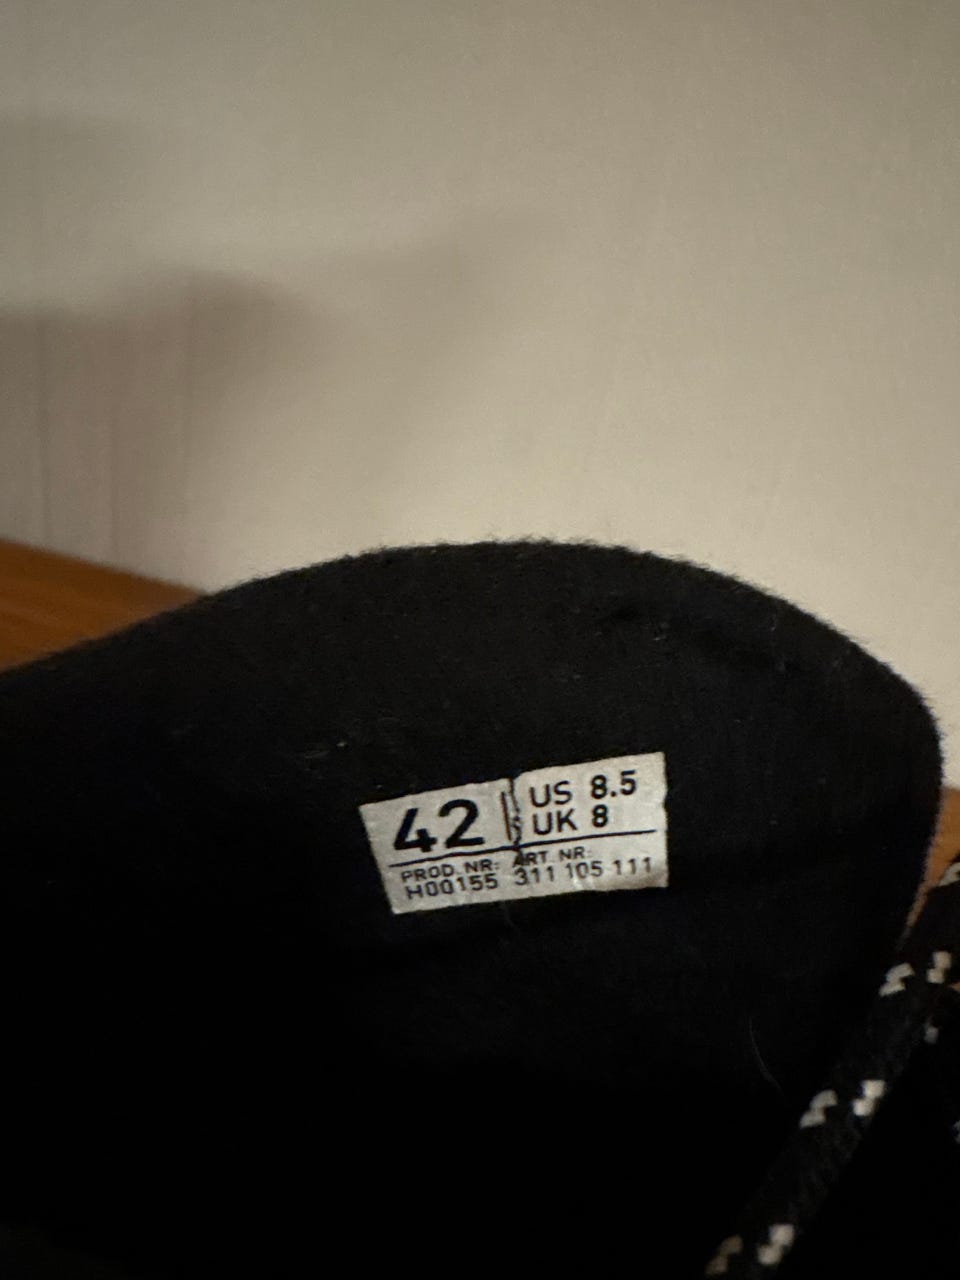 42
US 8.5
UK 8
PROD. NR: ART. NR:
H00155 311 105 111